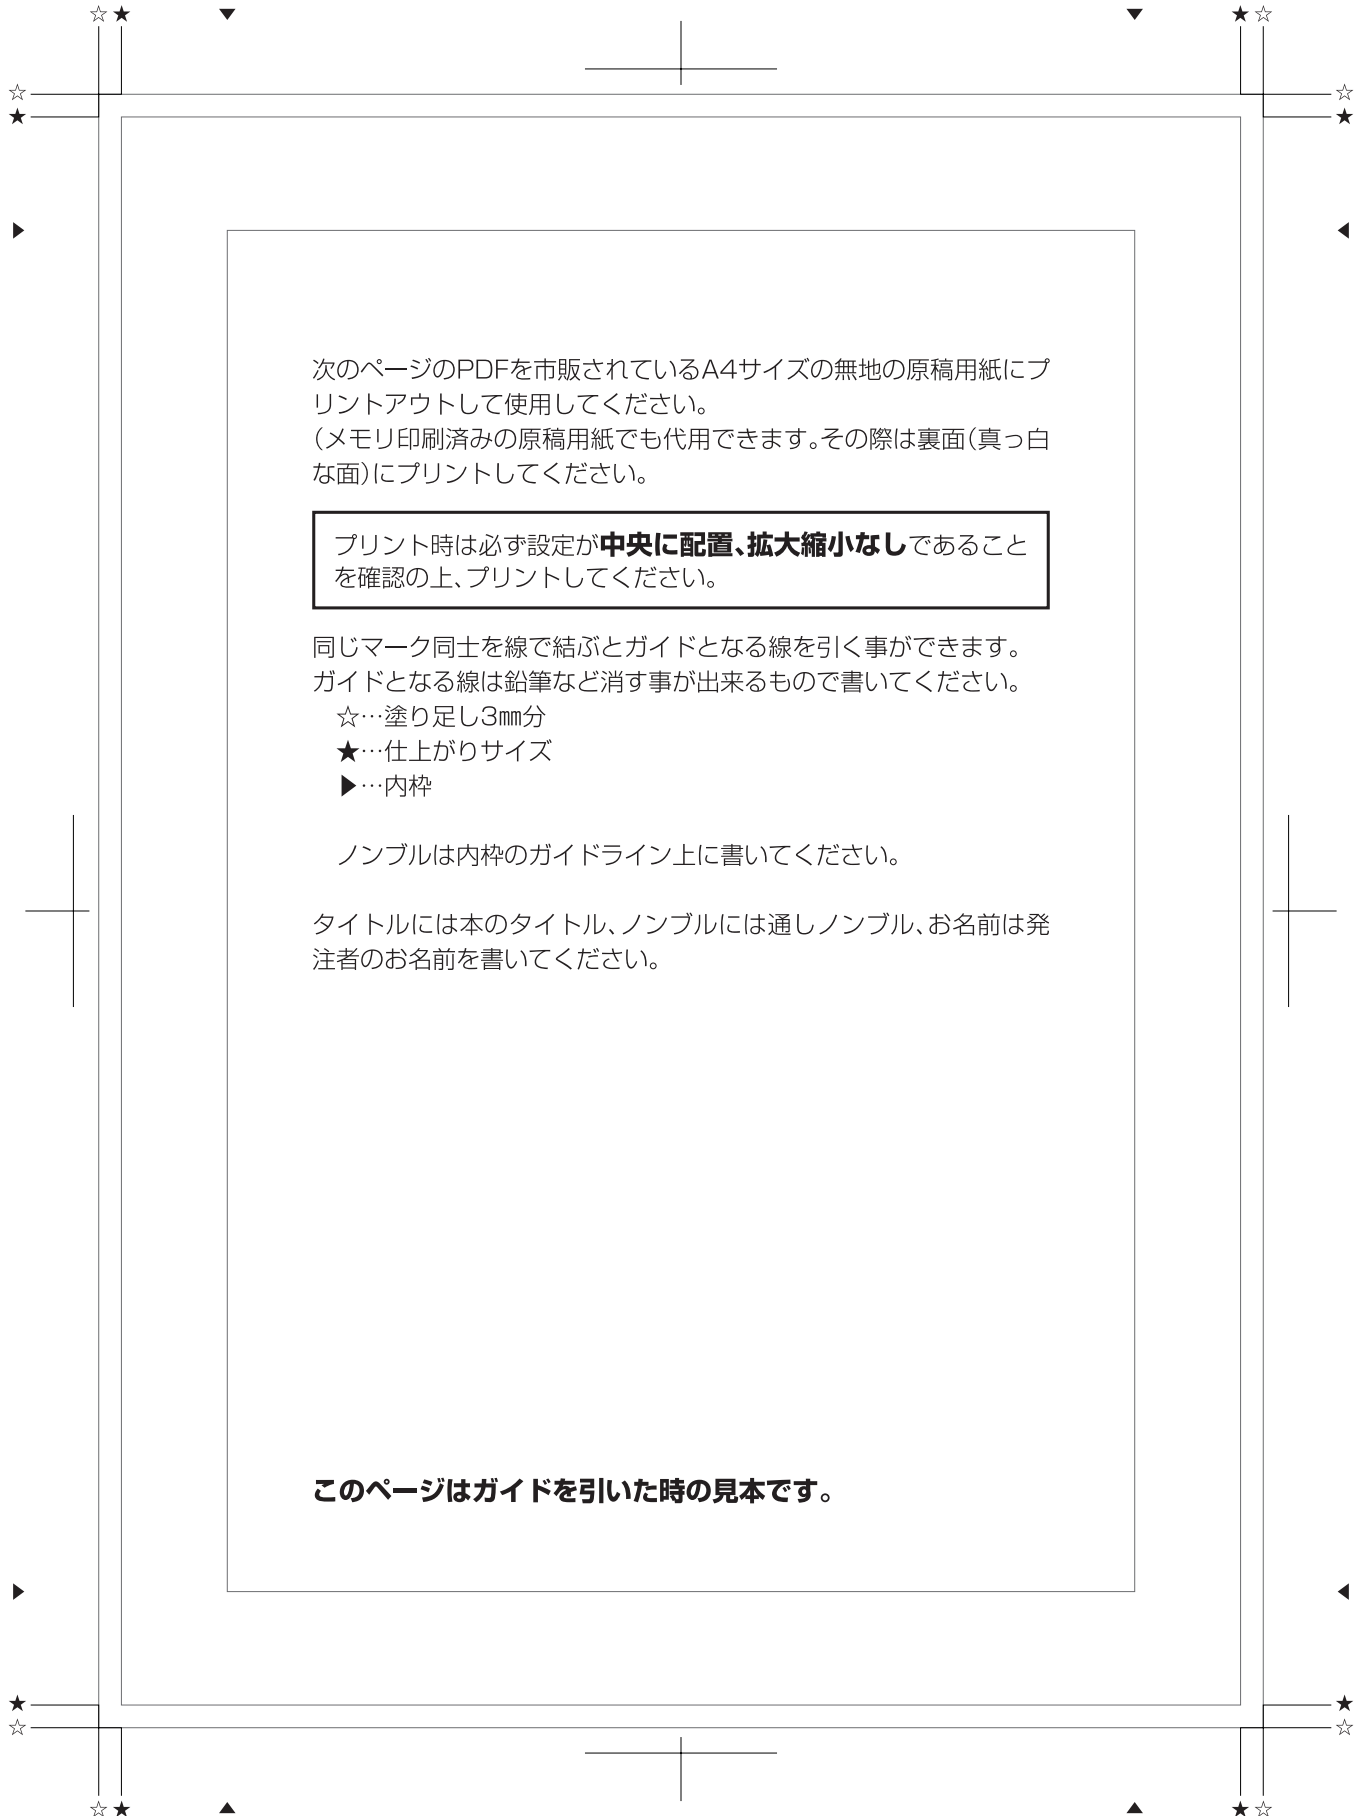 ☆★ ▼ ▼ ★☆
☆ ☆
★ ★
▶ ◀
次のページのPDFを市販されているA4サイズの無地の原稿用紙にプ
リントアウトして使用してください。
（メモリ印刷済みの原稿用紙でも代用できます。その際は裏面（真っ白
な面）にプリントしてください。
プリント時は必ず設定が中央に配置、拡大縮小なしであること
を確認の上、プリントしてください。
同じマーク同士を線で結ぶとガイドとなる線を引く事ができます。
ガイドとなる線は鉛筆など消す事が出来るもので書いてください。
☆…塗り足し3㎜分
★…仕上がりサイズ
▶…内枠
ノンブルは内枠のガイドライン上に書いてください。
タイトルには本のタイトル、ノンブルには通しノンブル、お名前は発
注者のお名前を書いてください。
このページはガイドを引いた時の見本です。
▶ ◀
★ ★
☆ ☆
☆★ ▲ ▲ ★☆